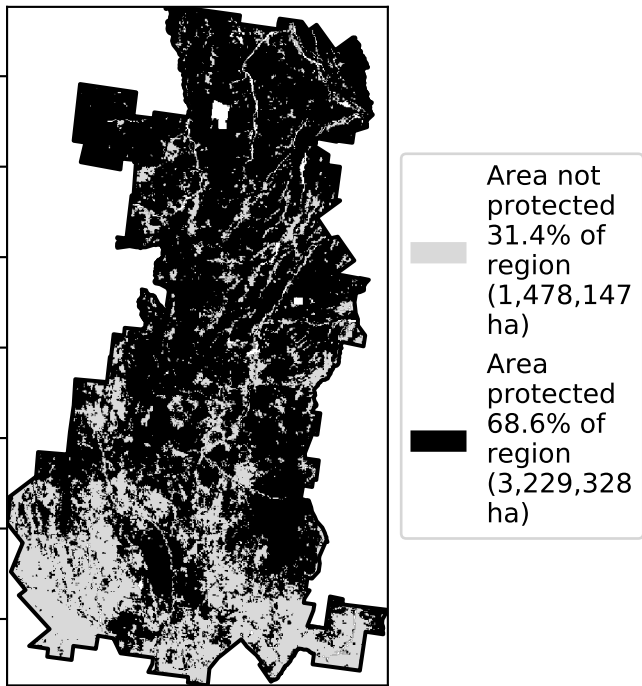 Area not
protected
31.4% of
region
(1,478,147
ha)
Area
protected
68.6% of
region
(3,229,328
ha)